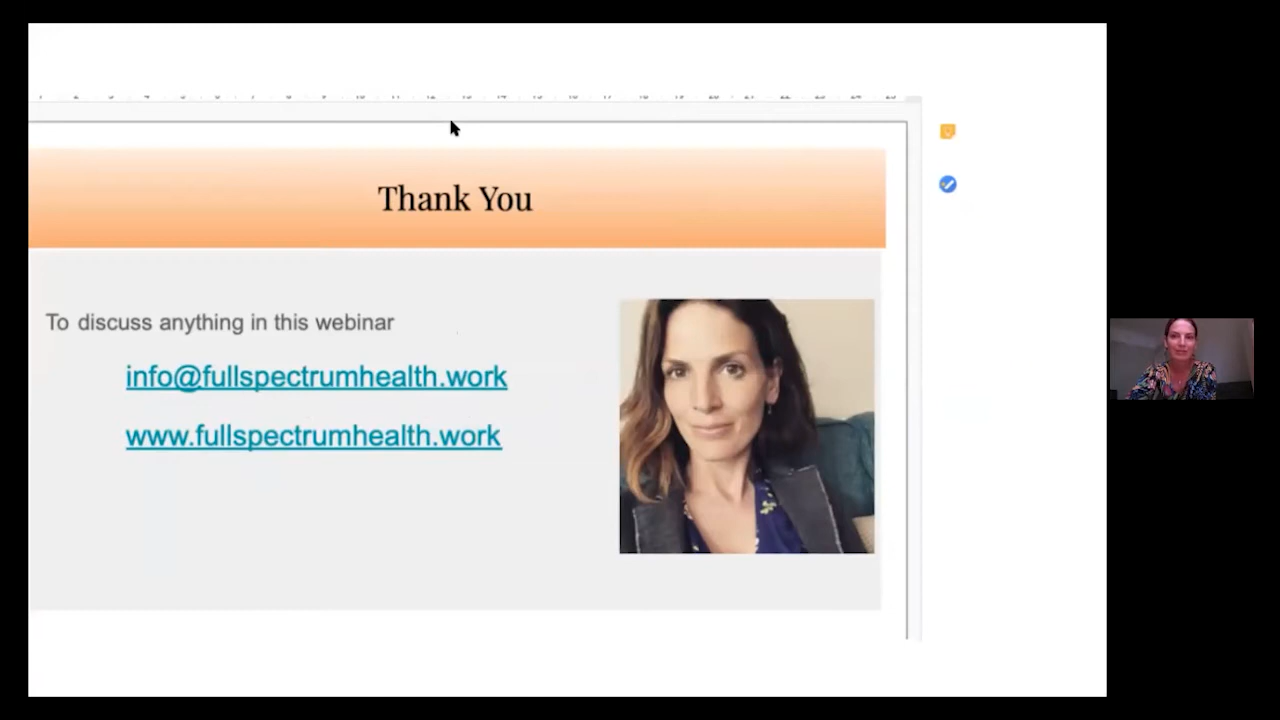 Thank You
To discuss anything in this webinar
info@fullspectrumhealth.work
www.fullspectrumhealth.work